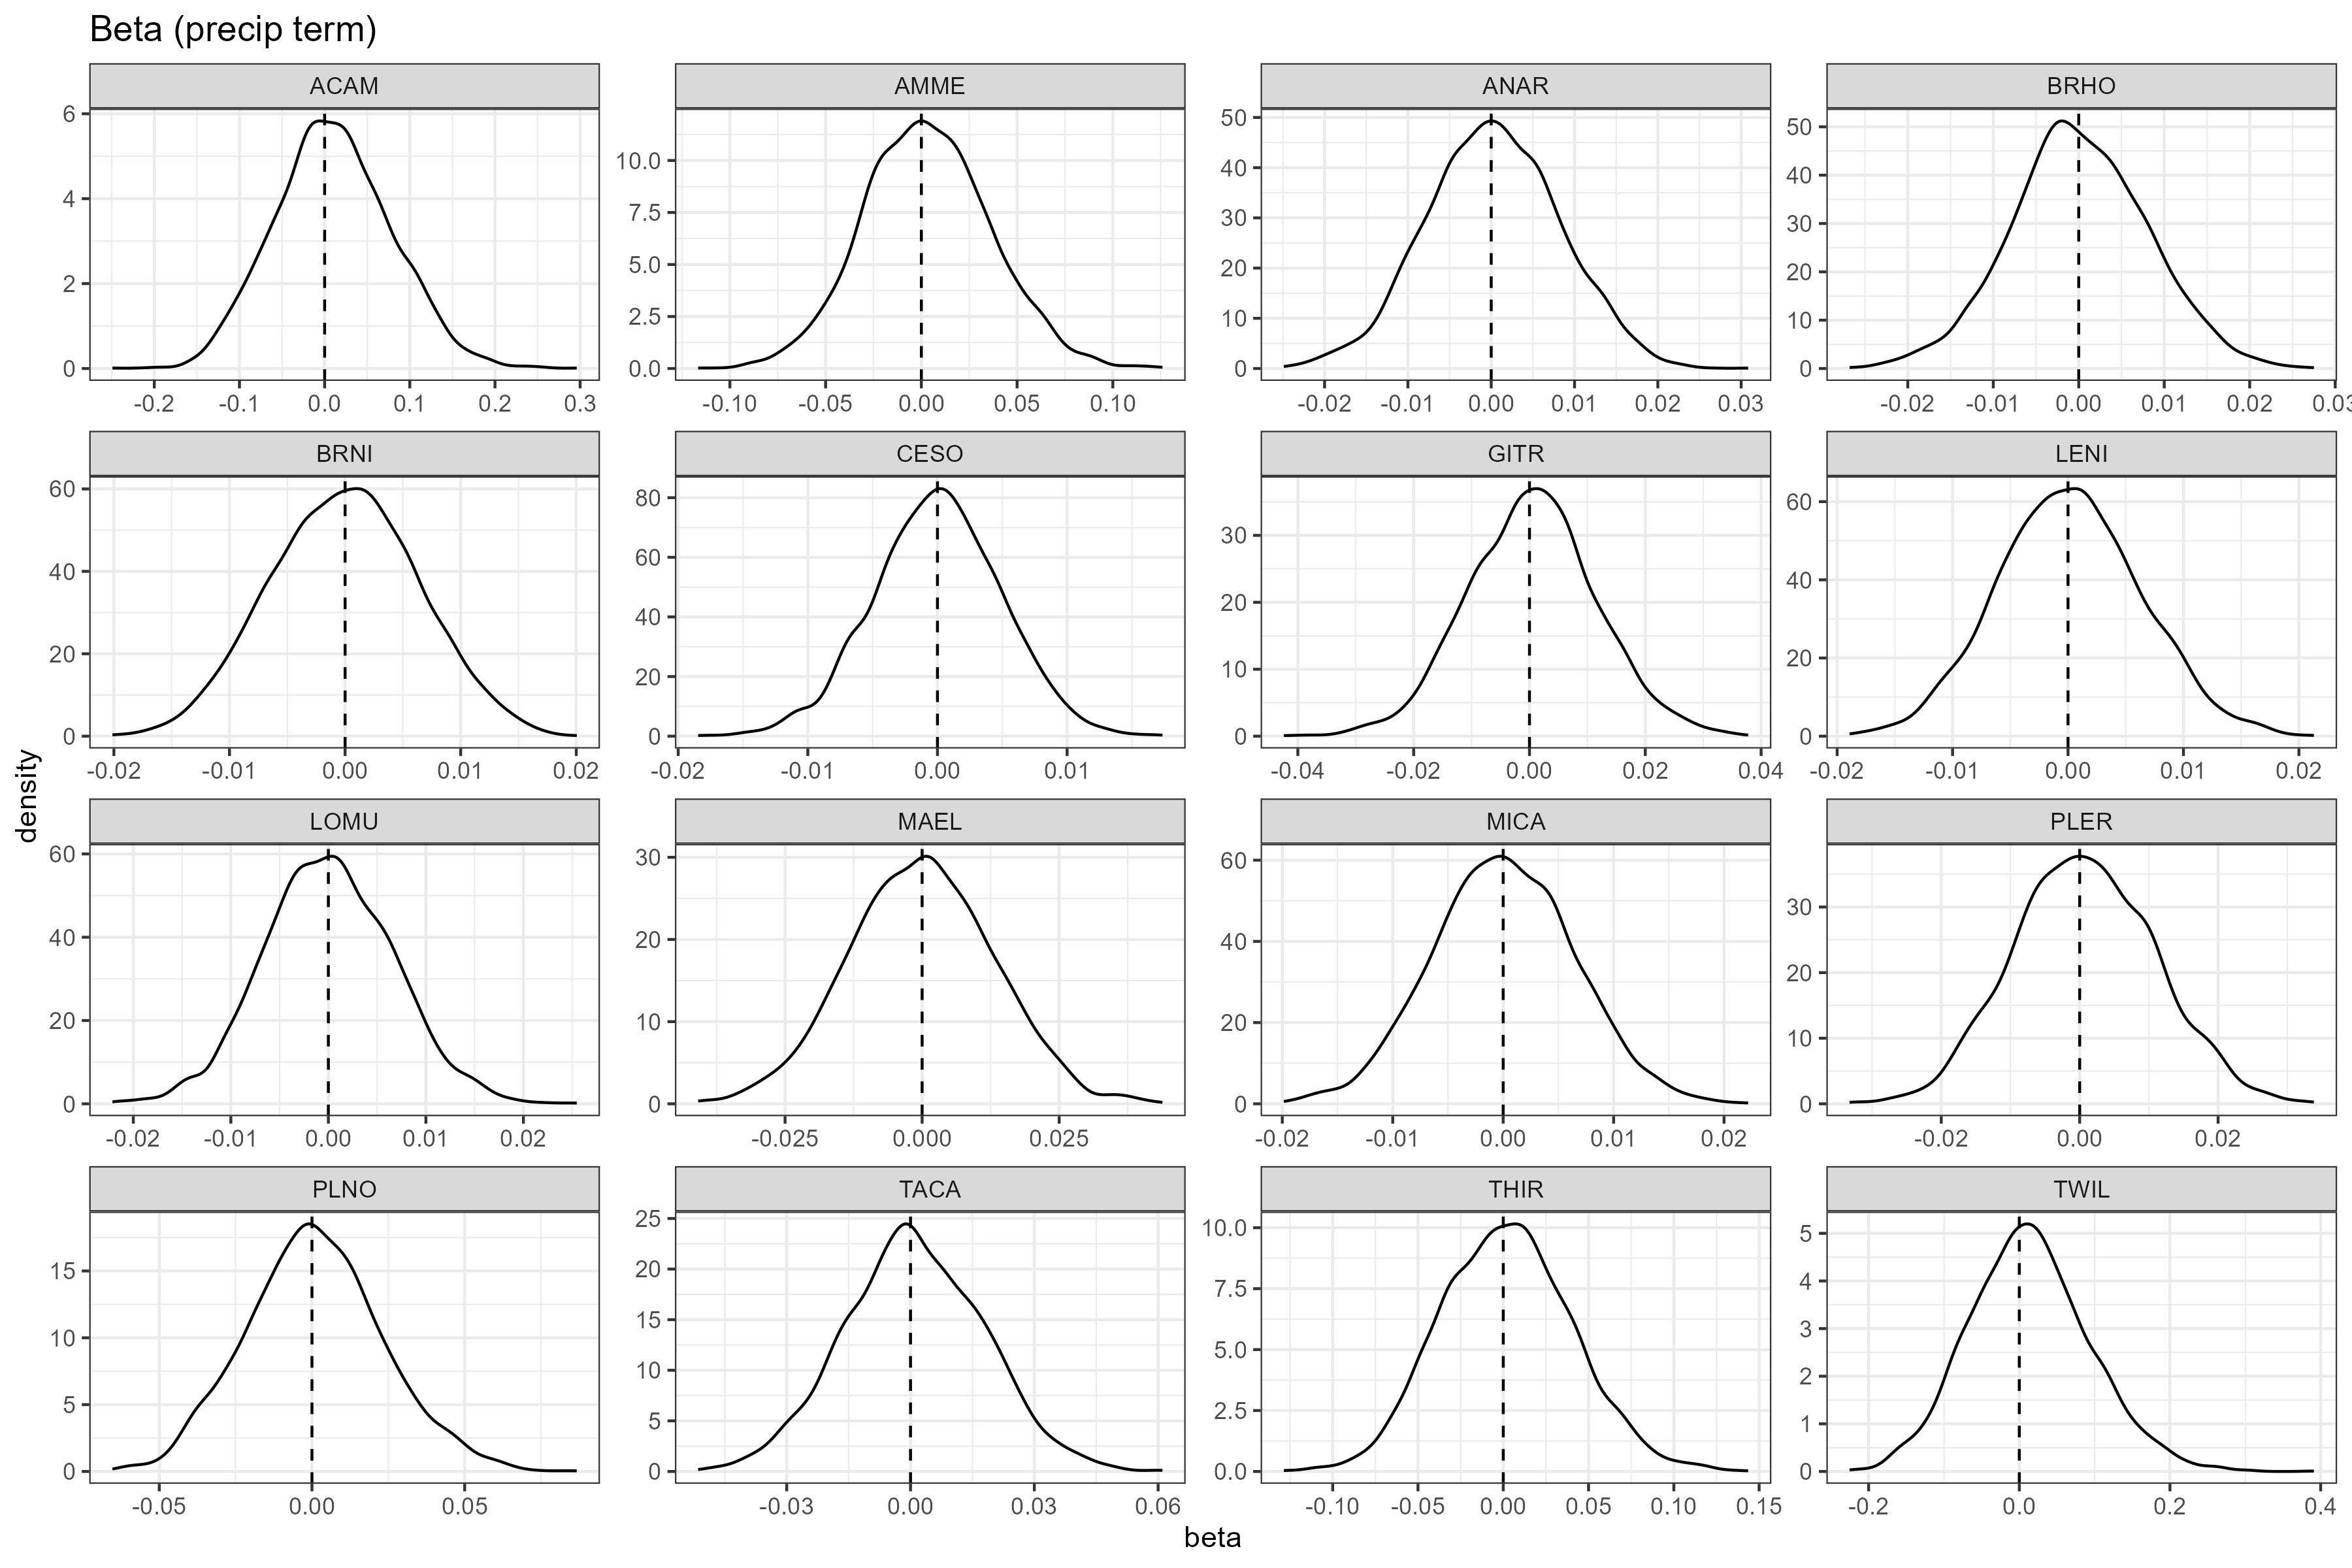 Beta (precip term)
ACAM AMME ANAR BRHO
6 4 2 0
10.0 7.5 5.0 2.5 0.0
50 40 30 20 10 0
50 40 30 20 10 0
-0.2 -0.1 0.0 0.1 0.2 0.3
-0.10 -0.05 0.00 0.05 0.10
-0.02 -0.01 0.00 0.01 0.02 0.03
-0.02 -0.01 0.00 0.01 0.02 0.03
BRNI CESO GITR LENI
60 40 20 0
80 60 40 20 0
30 20 10 0
60 40 20 0
-0.02 -0.01 0.00 0.01 0.02
-0.02 -0.01 0.00 0.01
-0.04 -0.02 0.00 0.02 0.04
-0.02 -0.01 0.00 0.01 0.02
density
LOMU MAEL MICA PLER
60 40 20 0
30 20 10 0
60 40 20 0
30 20 10 0
-0.02 -0.01 0.00 0.01 0.02
-0.025 0.000 0.025
-0.02 -0.01 0.00 0.01 0.02
-0.02 0.00 0.02
PLNO TACA THIR TWIL
15 10 5 0
25 20 15 10 5 0
10.0 7.5 5.0 2.5 0.0
5 4 3 2 1 0
-0.05 0.00 0.05
-0.03 0.00 0.03 0.06
-0.10 -0.05 0.00 0.05 0.10 0.15
-0.2 0.0 0.2 0.4
beta